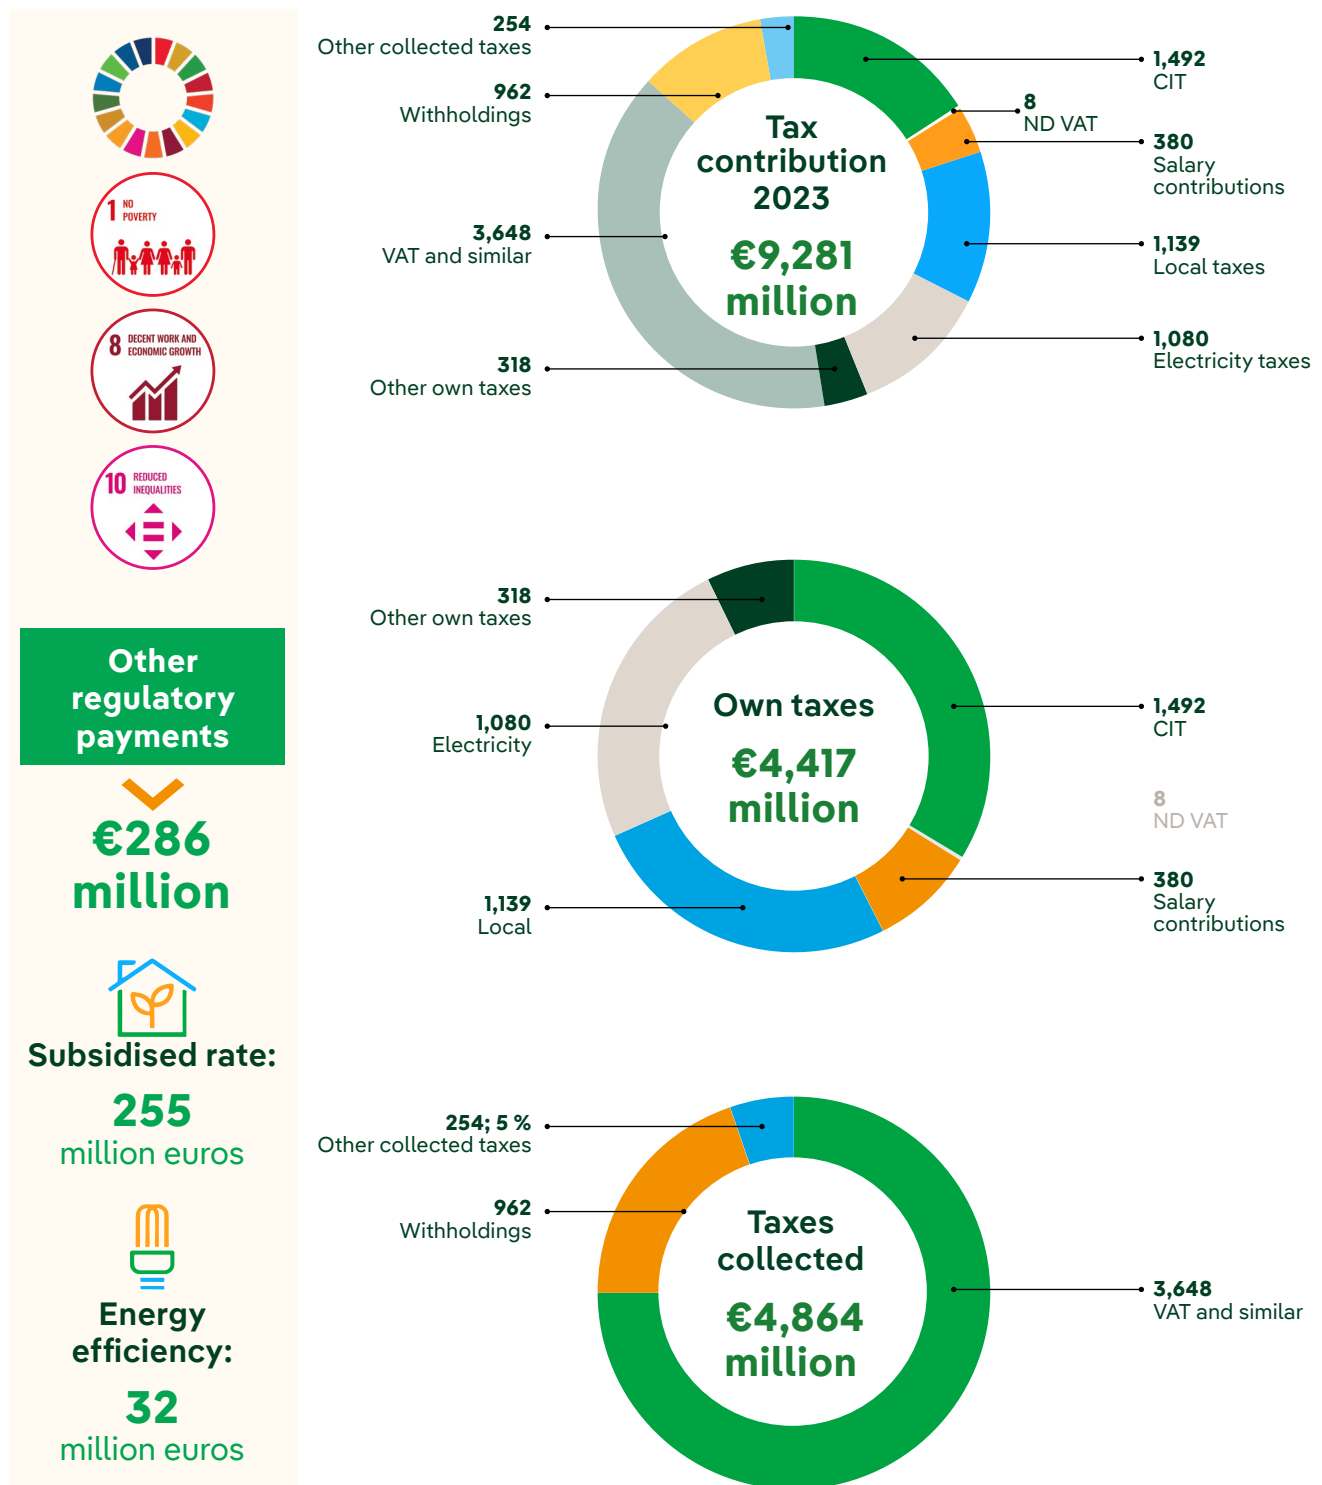 1 NO
POVERTY
8 DECENT WORK AND
ECONOMIC GROWTH
10 REDUCED
INEQUALITIES
Other
regulatory
payments
€286
million
Subsidised rate:
255
million euros
Energy
efficiency:
32
million euros
Tax
contribution
2023
€9,281
million
254
Other collected taxes
962
Withholdings
3,648
VAT and similar
318
Other own taxes
1,492
CIT
8
ND VAT
380
Salary
contributions
1,139
Local taxes
1,080
Electricity taxes
Own taxes
€4,417
million
318
Other own taxes
1,080
Electricity
1,139
Local
1,492
CIT
8
ND VAT
380
Salary
contributions
Taxes
collected
€4,864
million
254; 5 %
Other collected taxes
962
Withholdings
3,648
VAT and similar